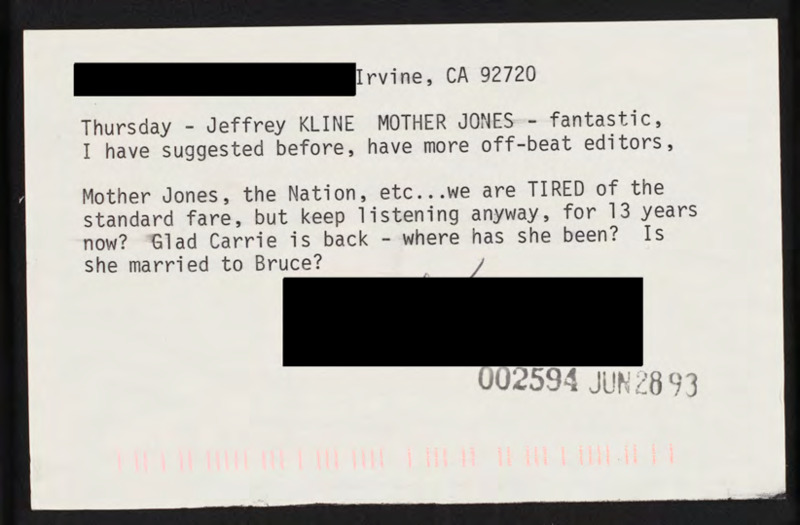 Irvine, CA 92720
Thursday - Jeffrey KLINE MOTHER JONES - fantastic,
I have suggested before, have more off-beat editors,
Mother Jones, the Nation, etc...we are TIRED of the
standard fare, but keep listening anyway, for 13 years
now? Glad Carrie is back - where has she been? Is
she married to Bruce?
002594 JUN 28 93